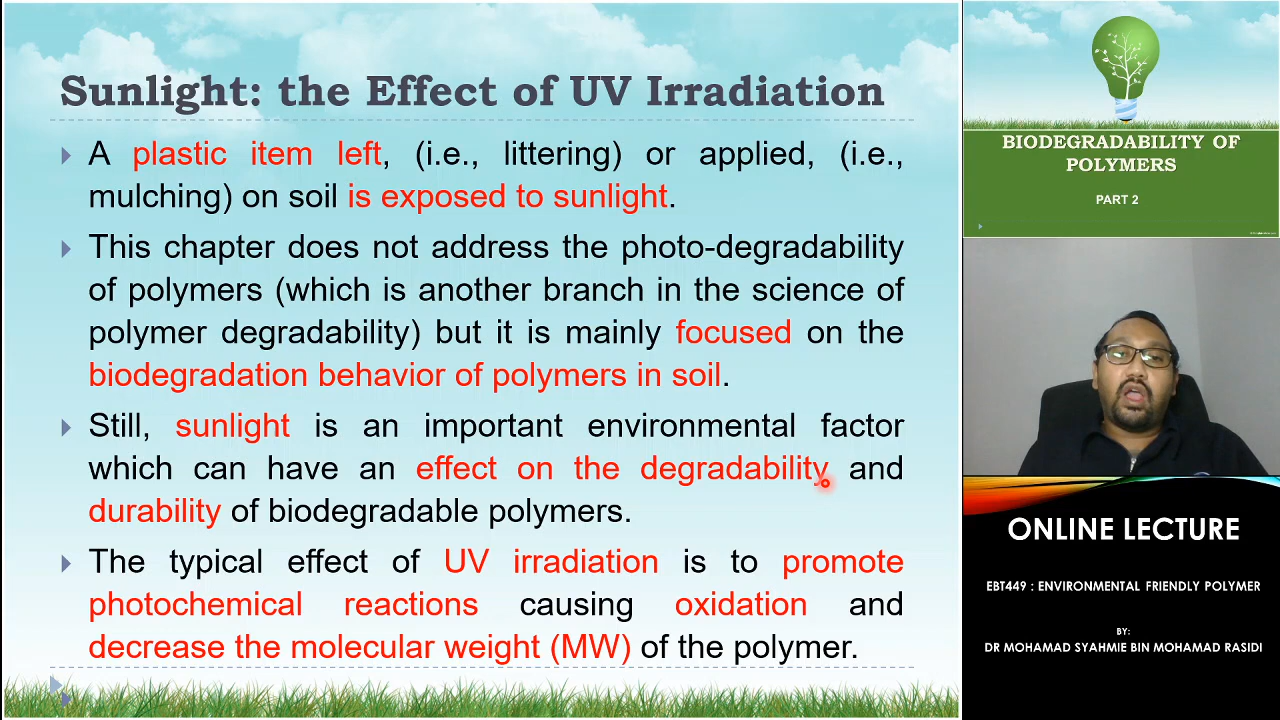 Sunlight: the Effect of UV Irradiation
A plastic item left, (i.e., littering) or applied, (i.e.,
mulching) on soil is exposed to sunlight.
This chapter does not address the photo-degradability
of polymers (which is another branch in the science of
polymer degradability) but it is mainly focused on the
biodegradation behavior of polymers in soil.
Still, sunlight is an important environmental factor
which can have an effect on the degradability and
durability of biodegradable polymers.
The typical effect of UV irradiation is to promote
photochemical reactions causing oxidation and
decrease the molecular weight (MW) of the polymer.
BIODEGRADABILITY OF
POLYMERS
PART 2
ONLINE LECTURE
EBT449 : ENVIRONMENTAL FRIENDLY POLYMER
BY:
DR MOHAMAD SYAHMIE BIN MOHAMAD RASIDI